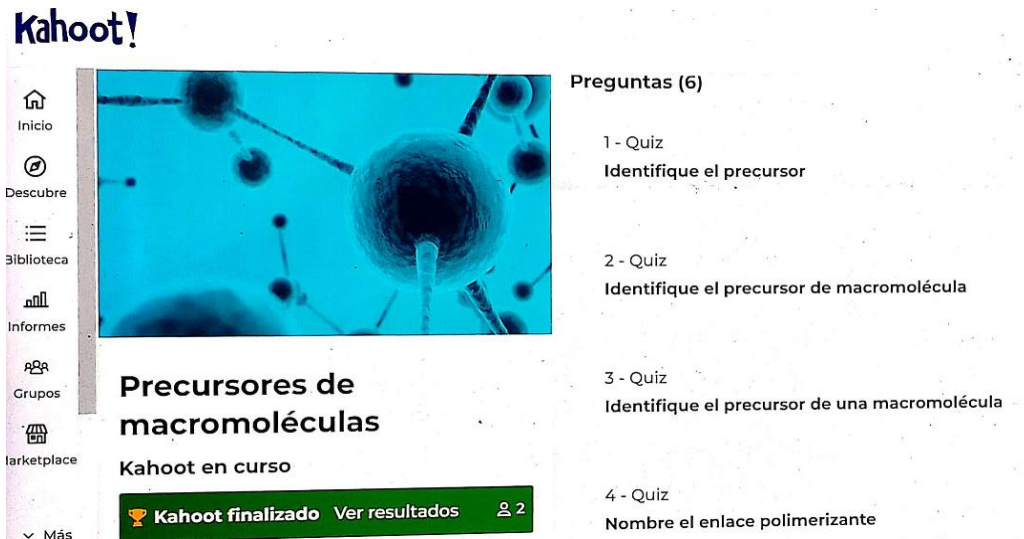 Kahoot!
Inicio
Descubre
Biblioteca
Informes
Grupos
Marketplace
Más
Precursores de
macromoléculas
Kahoot en curso
Kahoot finalizado Ver resultados 2
Preguntas (6)
1 - Quiz
Identifique el precursor
2 - Quiz
Identifique el precursor de macromolécula
3 - Quiz
Identifique el precursor de una macromolécula
4 - Quiz
Nombre el enlace polimerizante